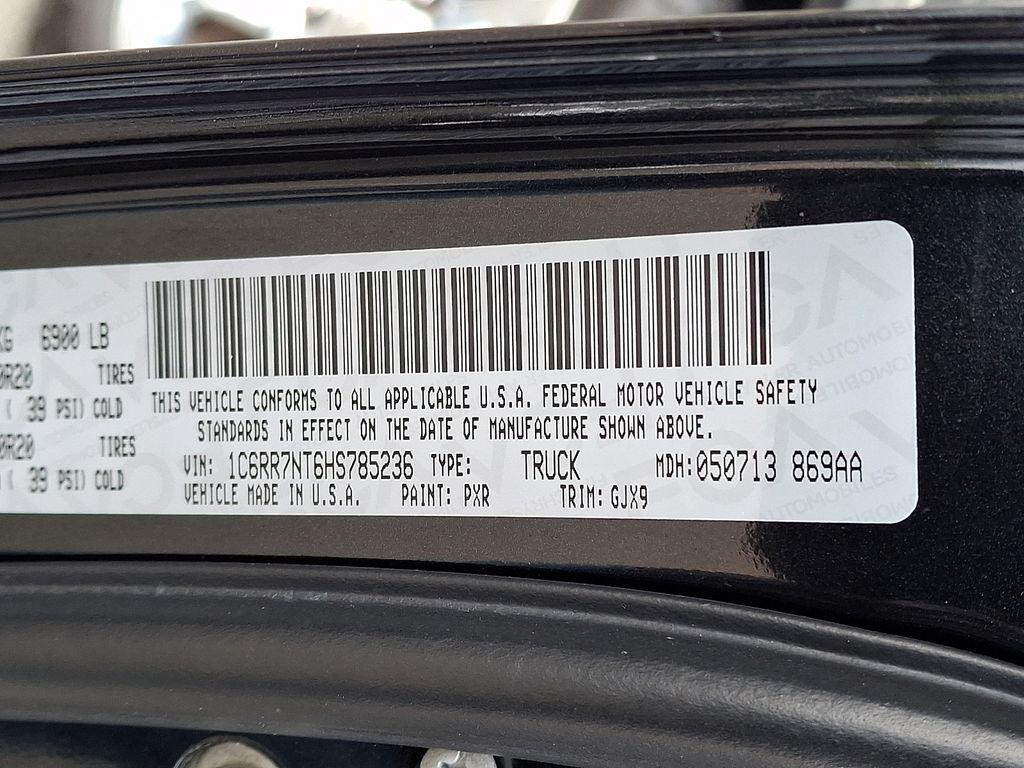 KG 6900 LB
0R20 TIRES
( 39 PSI) COLD
0R20 TIRES
( 39 PSI) COLD
THIS VEHICLE CONFORMS TO ALL APPLICABLE U.S.A. FEDERAL MOTOR VEHICLE SAFETY
STANDARDS IN EFFECT ON THE DATE OF MANUFACTURE SHOWN ABOVE.
VIN: 1C6RR7NT6HS785236 TYPE: TRUCK MDH:050713 869AA
VEHICLE MADE IN U.S.A. PAINT: PXR TRIM: GJX9